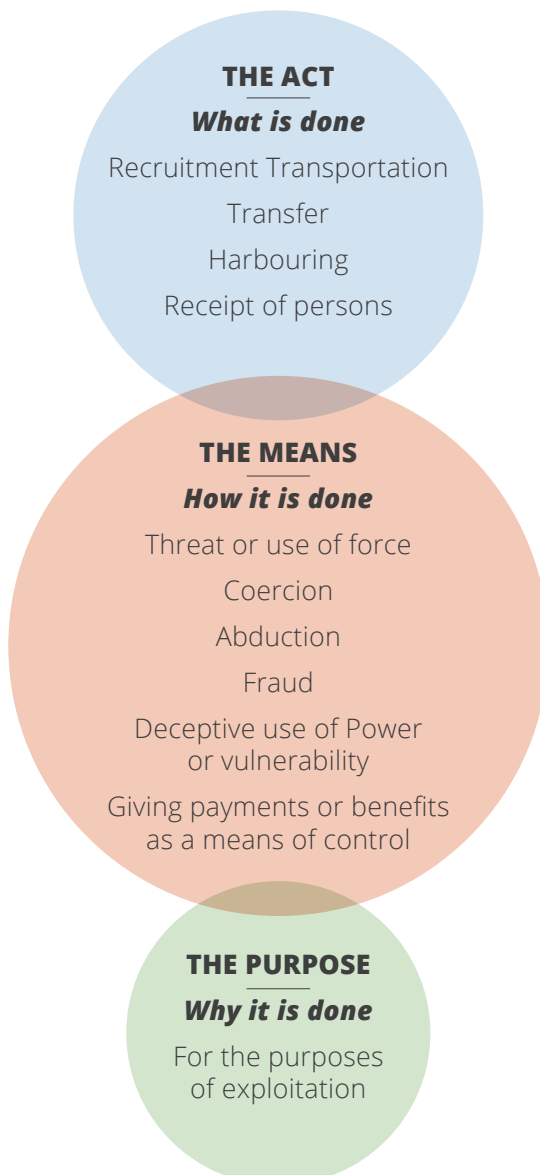 THE ACT
What is done
Recruitment Transportation
Transfer
Harbouring
Receipt of persons
THE MEANS
How it is done
Threat or use of force
Coercion
Abduction
Fraud
Deceptive use of Power
or vulnerability
Giving payments or benefits
as a means of control
THE PURPOSE
Why it is done
For the purposes
of exploitation